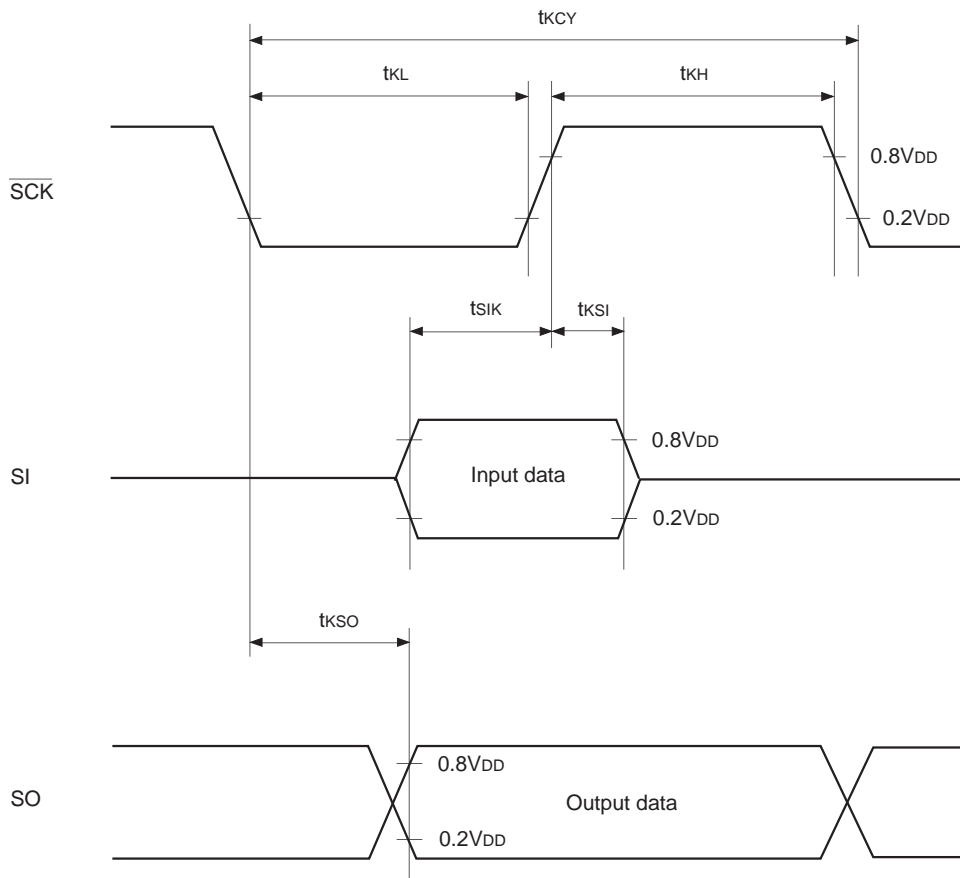 tKCY
tKL
tKH
0.8VDD
SCK
0.2VDD
tSIK
tKSI
0.8VDD
SI
Input data
0.2VDD
tKSO
0.8VDD
SO
Output data
0.2VDD